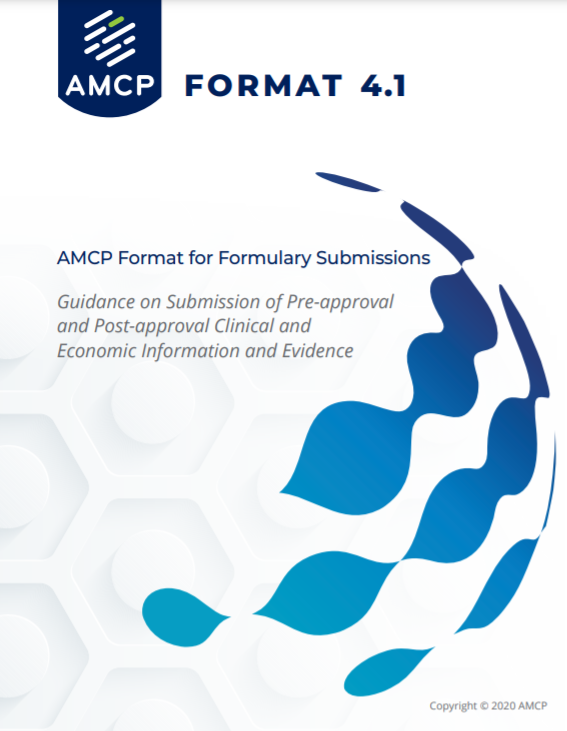 AMCP
FORMAT 4.1
AMCP Format for Formulary Submissions
Guidance on Submission of Pre-approval
and Post-approval Clinical and
Economic Information and Evidence
Copyright © 2020 AMCP